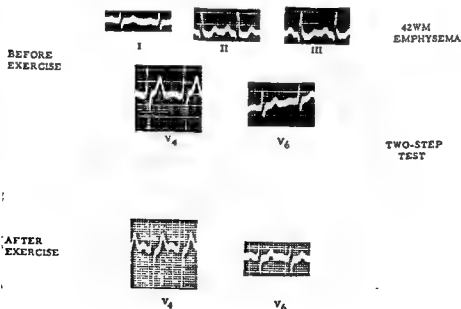 I
II
III
42WM
EMPHYSEMA
BEFORE
EXERCISE
V4
V6
TWO-STEP
TEST
AFTER
EXERCISE
V4
V6